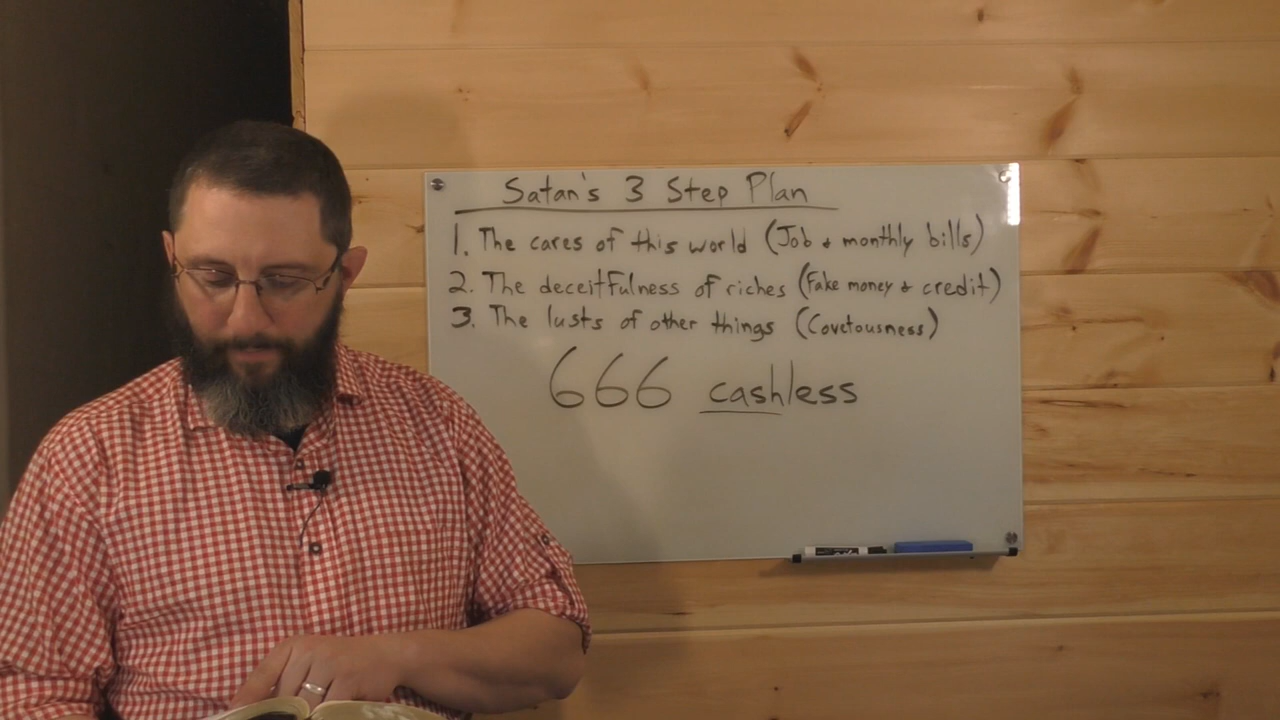 Satan's 3 Step Plan
1. The cares of this world (Job & monthly bills)
2. The deceitfulness of riches (Fake money & credit)
3. The lusts of other things (Covetousness)
666 cashless